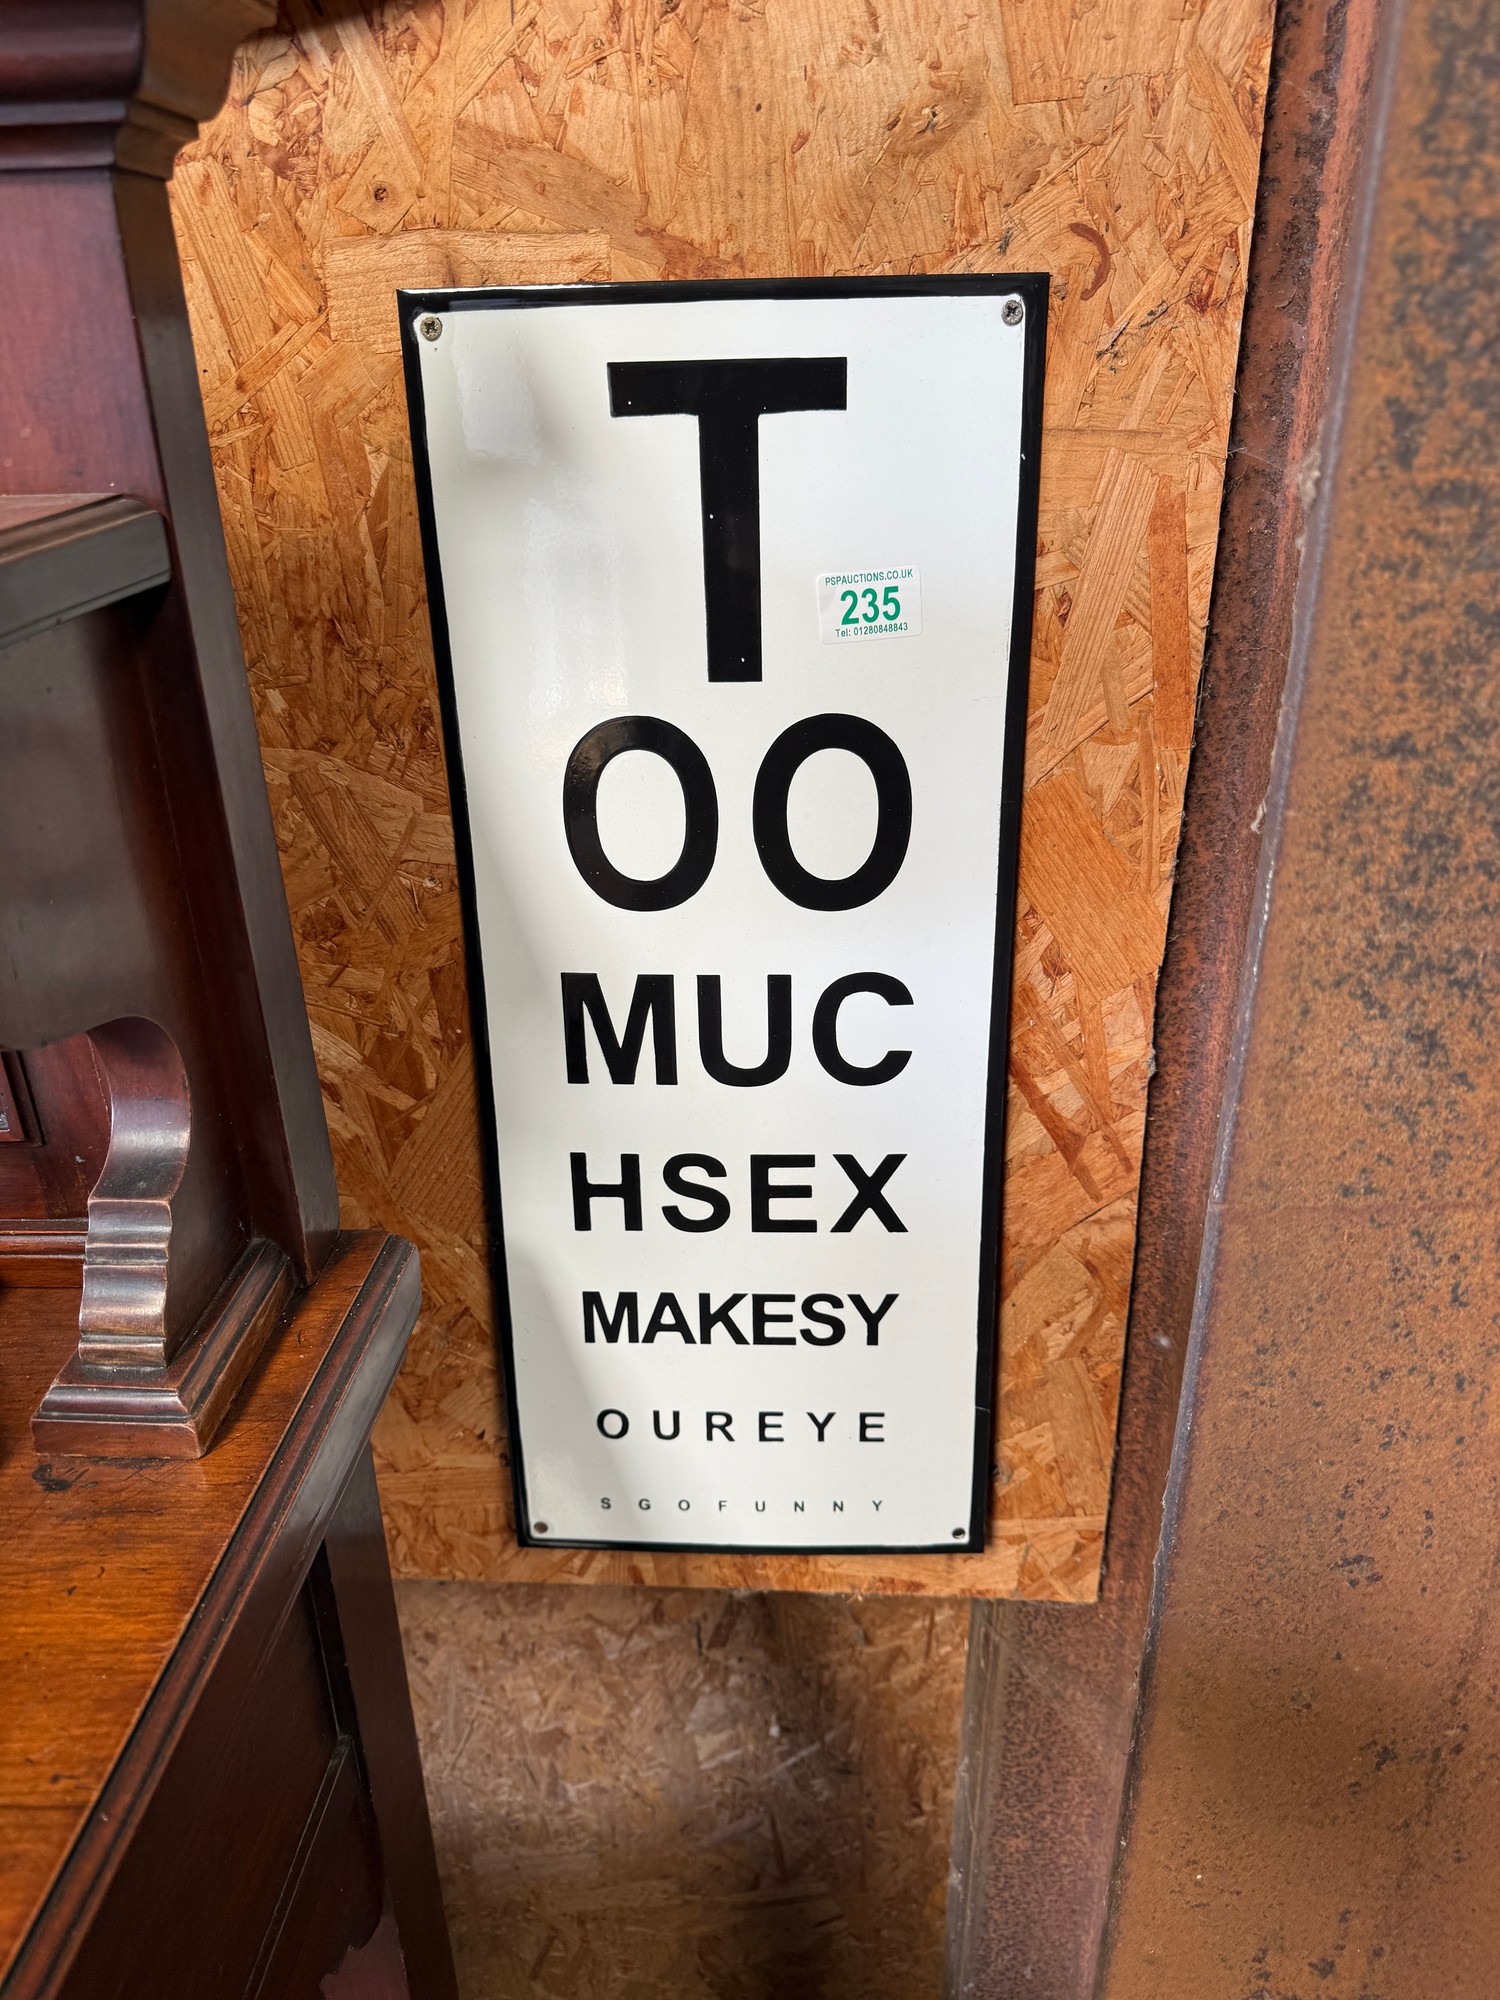 T
PSPAUCTIONS.CO.UK
235
Tel: 01280848843
OO
MUC
HSEX
MAKESY
OUREYE
SGOFUNNY